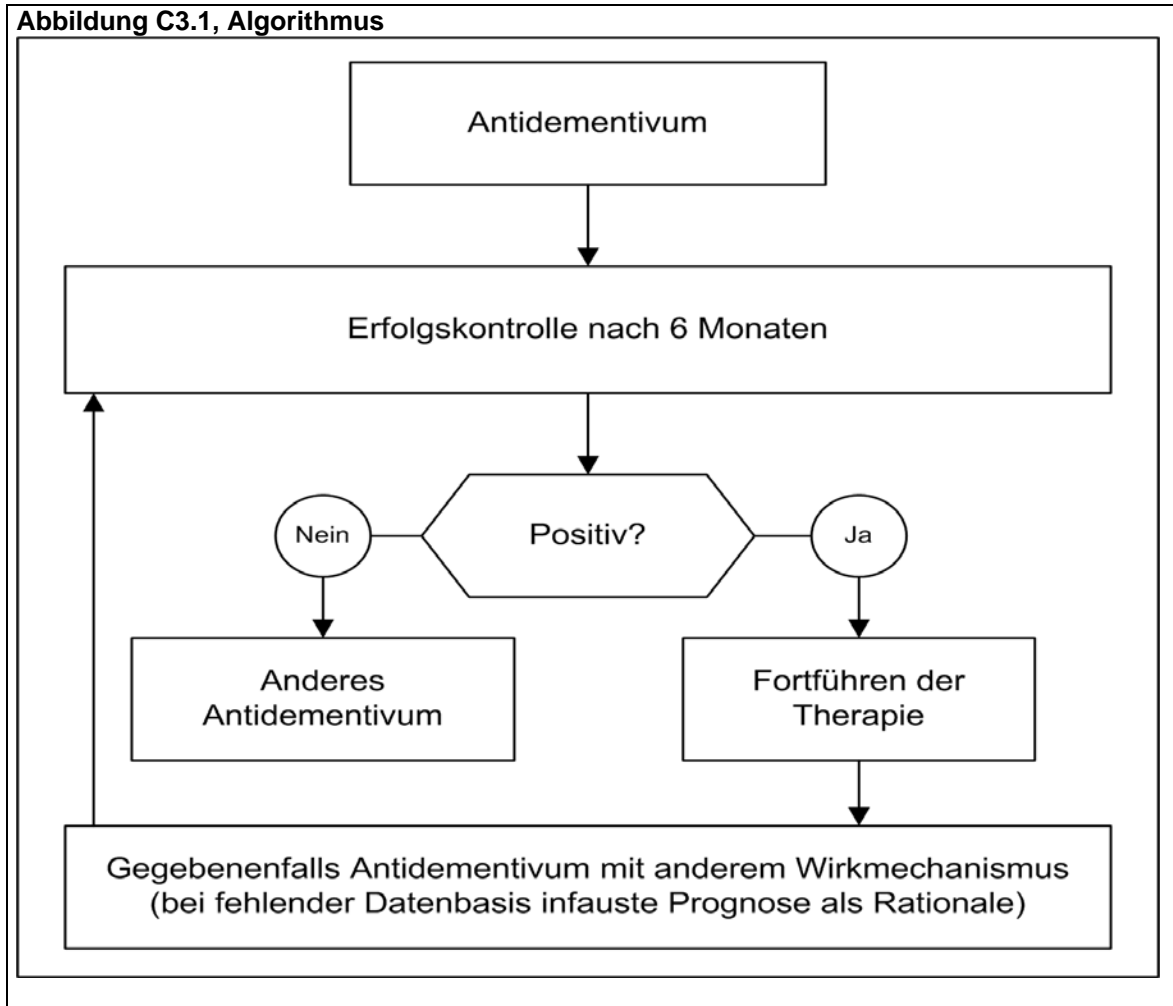 Abbildung C3.1, Algorithmus
Antidementivum
Erfolgskontrolle nach 6 Monaten
Positiv?
Nein
Ja
Anderes
Antidementivum
Fortführen der
Therapie
Gegebenenfalls Antidementivum mit anderem Wirkmechanismus
(bei fehlender Datenbasis infauste Prognose als Rationale)